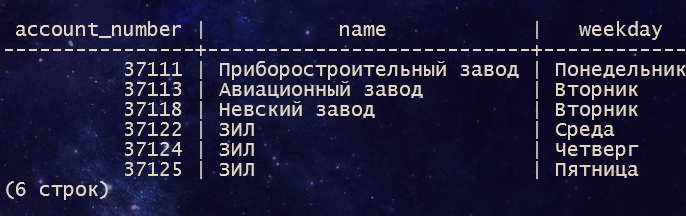 account_number | name | weekday
----------------+---------------------------+-------------
37111 | Приборостроительный завод | Понедельник
37113 | Авиационный завод | Вторник
37118 | Невский завод | Вторник
37122 | ЗИЛ | Среда
37124 | ЗИЛ | Четверг
37125 | ЗИЛ | Пятница
(6 строк)